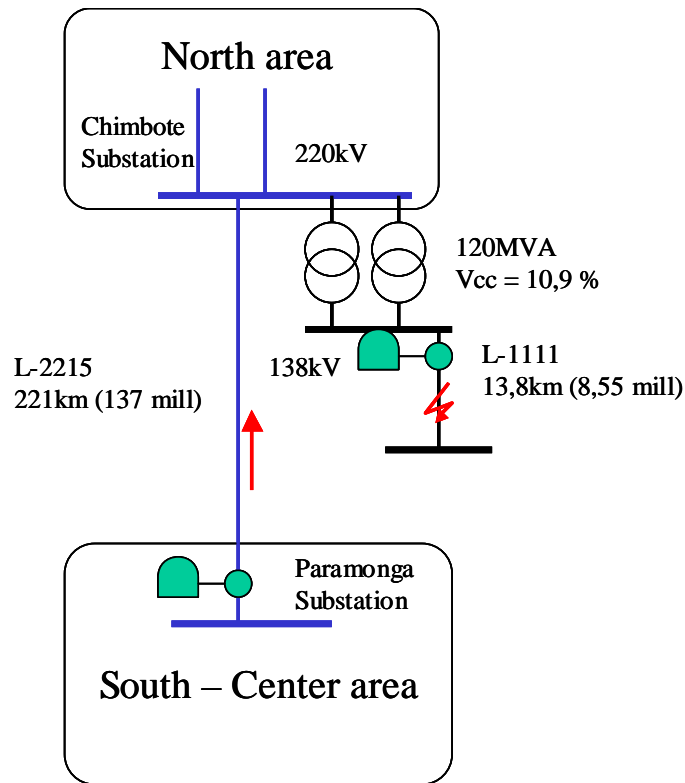 North area
Chimbote
Substation
220kV
120MVA
Vcc = 10,9 %
L-2215
221km (137 mill)
138kV
L-1111
13,8km (8,55 mill)
Paramonga
Substation
South – Center area